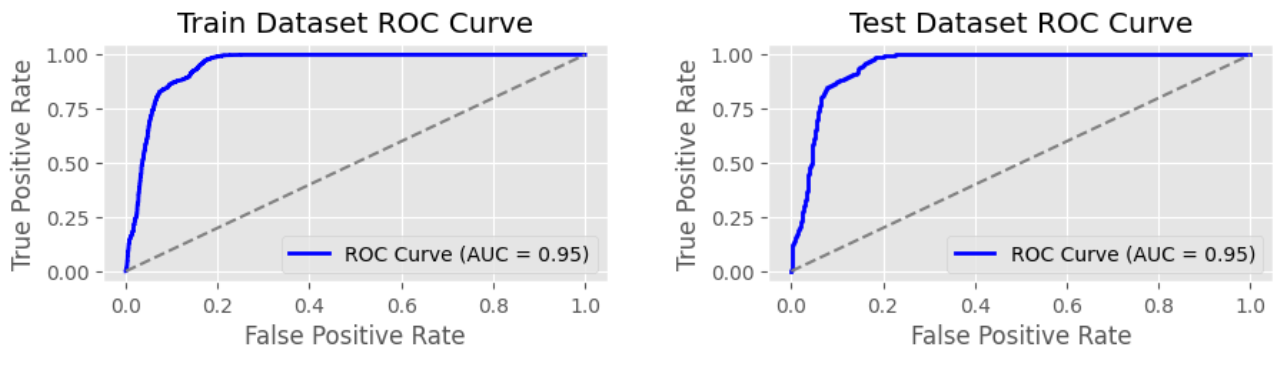 Train Dataset ROC Curve
True Positive Rate
1.00
0.75
0.50
0.25
0.00
ROC Curve (AUC = 0.95)
0.0 0.2 0.4 0.6 0.8 1.0
False Positive Rate
Test Dataset ROC Curve
True Positive Rate
1.00
0.75
0.50
0.25
0.00
ROC Curve (AUC = 0.95)
0.0 0.2 0.4 0.6 0.8 1.0
False Positive Rate